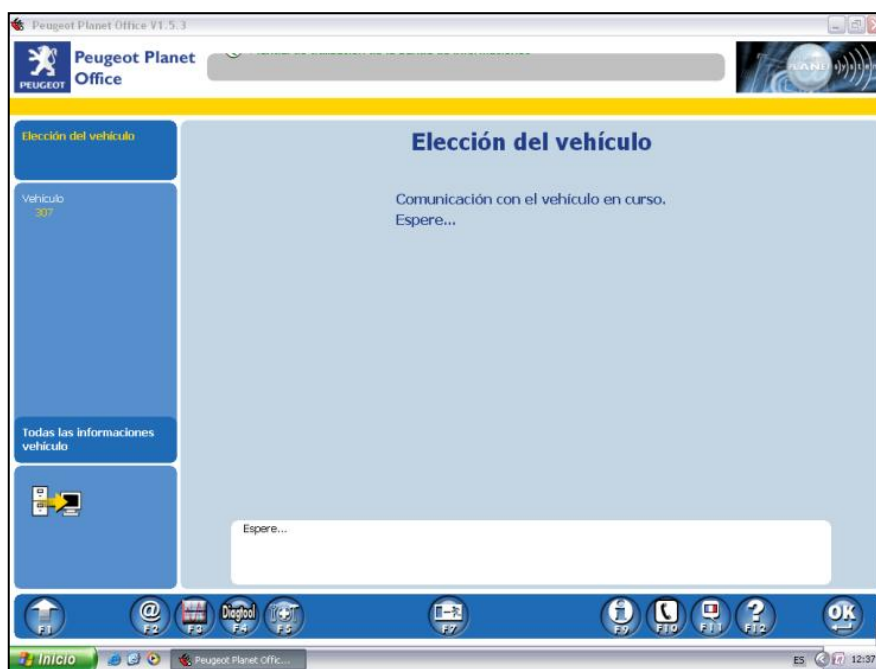 Peugeot Planet Office V1.5.3
Peugeot Planet
Office
PEUGEOT
PLANET system
Elección del vehículo
Elección del vehículo
Vehículo
307
Comunicación con el vehículo en curso.
Espere...
Todas las informaciones
vehículo
Espere...
F1
@
F2
F3
Diagtool
F4
F5
F7
i
F9
F10
F11
?
F12
OK
Inicio
Peugeot Planet Offic...
ES
12:37